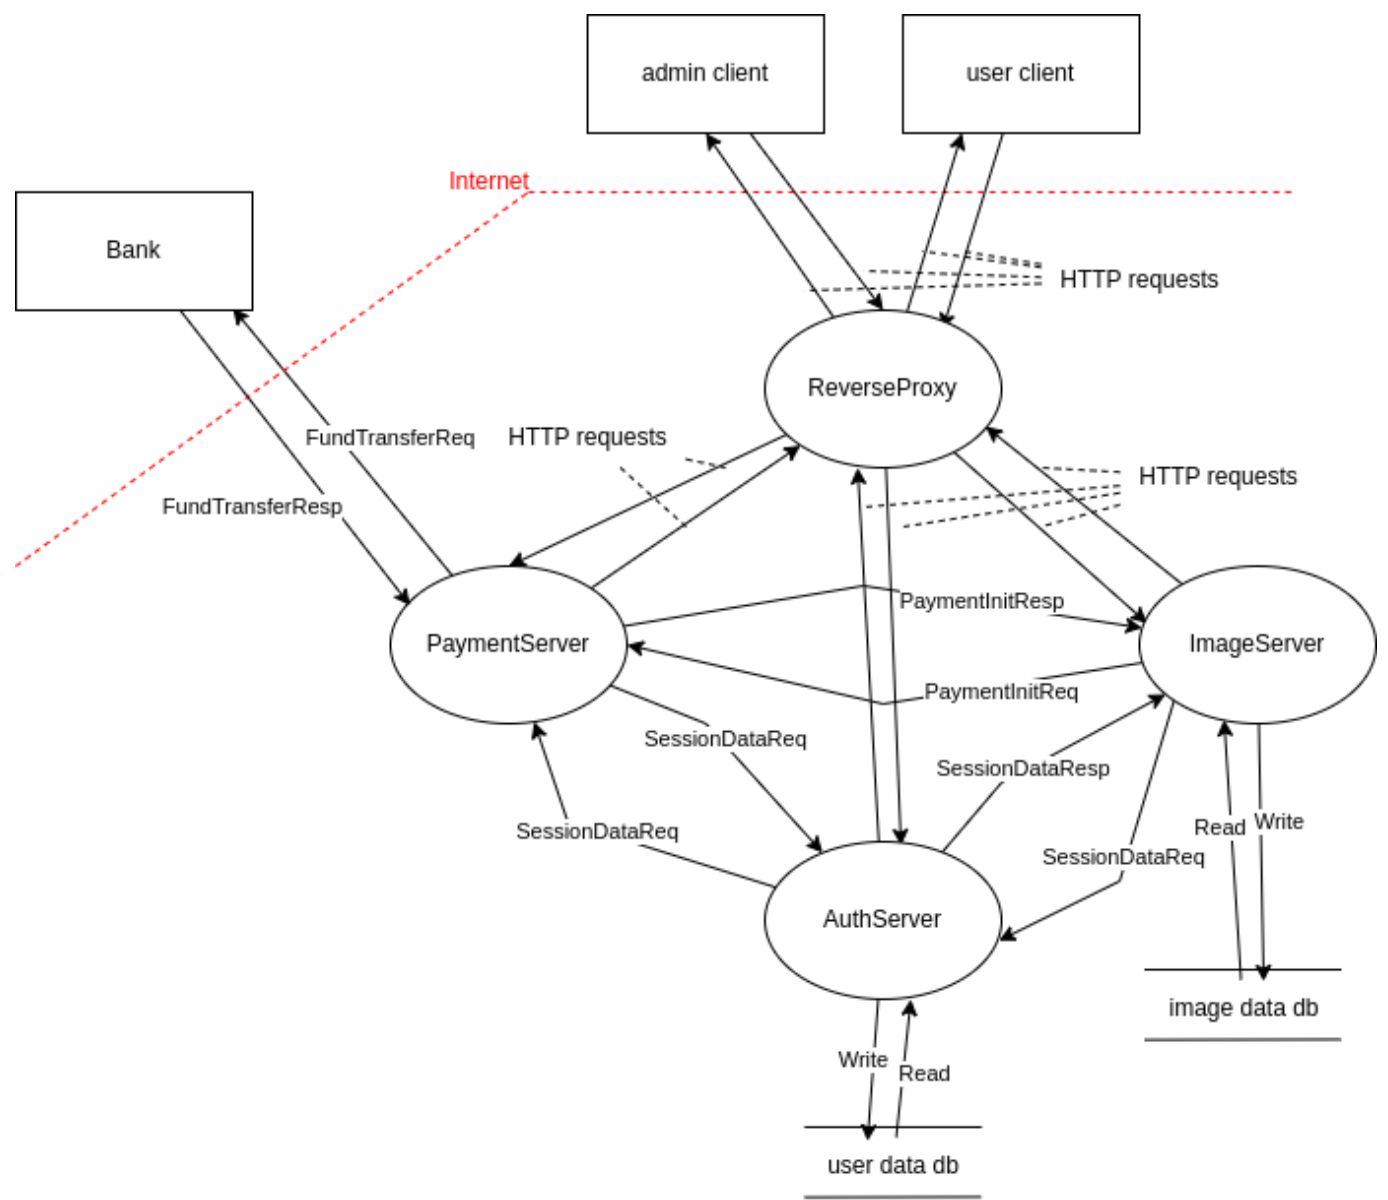 admin client
user client
Internet
Bank
HTTP requests
ReverseProxy
FundTransferReq
HTTP requests
HTTP requests
FundTransferResp
PaymentInitResp
PaymentServer
ImageServer
PaymentInitReq
SessionDataReq
SessionDataResp
SessionDataReq
Read
Write
SessionDataReq
AuthServer
image data db
Write
Read
user data db